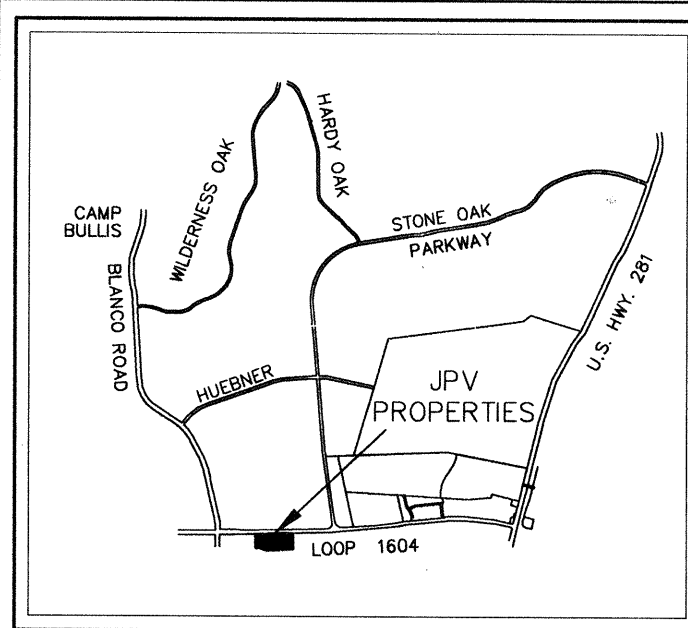 HARDY OAK
WILDERNESS OAK
CAMP
BULLIS
STONE OAK
PARKWAY
BLANCO ROAD
U.S. HWY. 281
HUEBNER
JPV
PROPERTIES
LOOP 1604